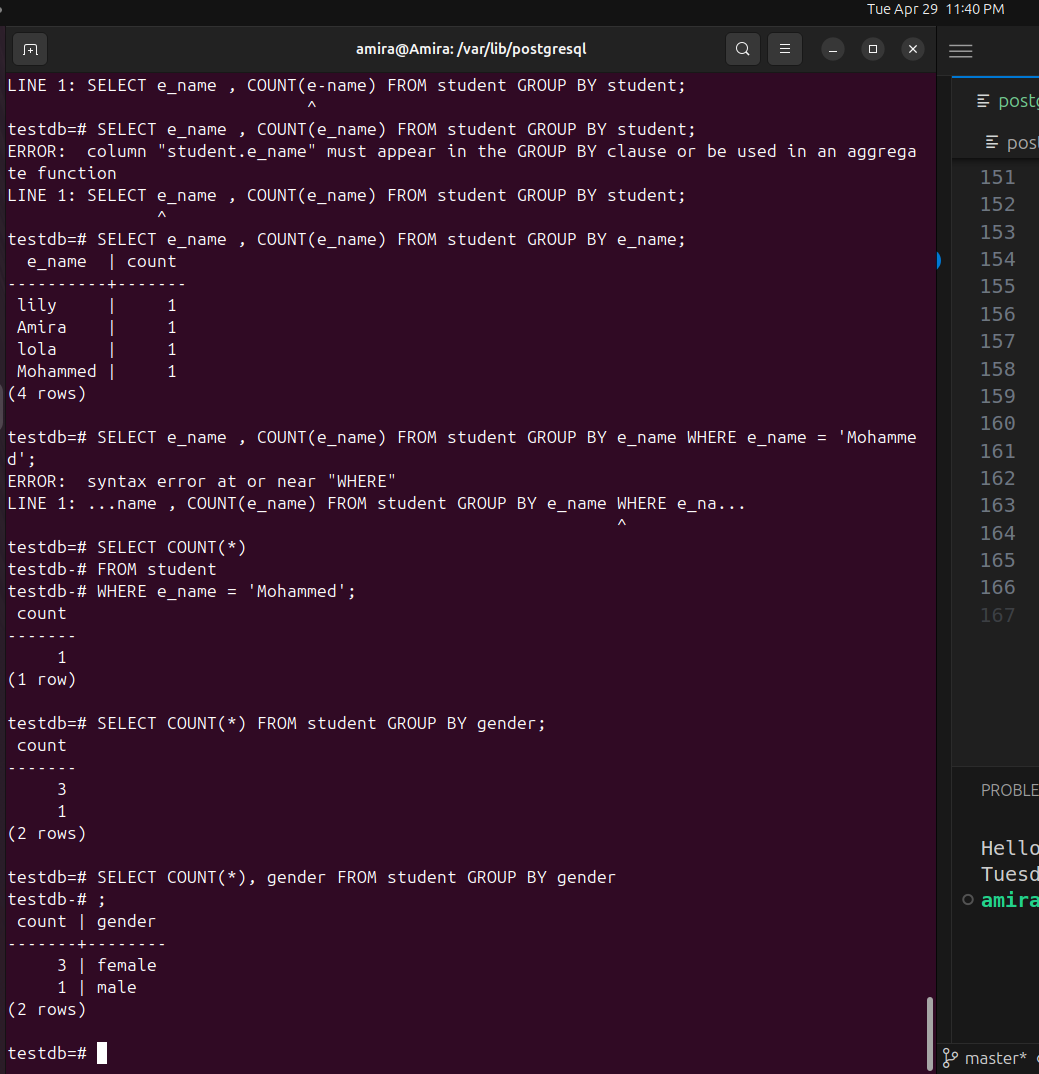 Tue Apr 29  11:40 PM
amira@Amira: /var/lib/postgresql
LINE 1: SELECT e_name , COUNT(e-name) FROM student GROUP BY student;
                              ^
testdb=# SELECT e_name , COUNT(e_name) FROM student GROUP BY student;
ERROR:  column "student.e_name" must appear in the GROUP BY clause or be used in an aggrega
te function
LINE 1: SELECT e_name , COUNT(e_name) FROM student GROUP BY student;
               ^
testdb=# SELECT e_name , COUNT(e_name) FROM student GROUP BY e_name;
  e_name  | count
----------+-------
 lily     |     1
 Amira    |     1
 lola     |     1
 Mohammed |     1
(4 rows)
testdb=# SELECT e_name , COUNT(e_name) FROM student GROUP BY e_name WHERE e_name = 'Mohamme
d';
ERROR:  syntax error at or near "WHERE"
LINE 1: ...name , COUNT(e_name) FROM student GROUP BY e_name WHERE e_na...
                                                             ^
testdb=# SELECT COUNT(*)
testdb-# FROM student
testdb-# WHERE e_name = 'Mohammed';
 count
-------
     1
(1 row)
testdb=# SELECT COUNT(*) FROM student GROUP BY gender;
 count
-------
     3
     1
(2 rows)
testdb=# SELECT COUNT(*), gender FROM student GROUP BY gender
testdb-# ;
 count | gender
-------+--------
     3 | female
     1 | male
(2 rows)
testdb=#
postg
pos
151
152
153
154
155
156
157
158
159
160
161
162
163
164
165
166
167
PROBLE
Hello
Tuesd
amira
master*